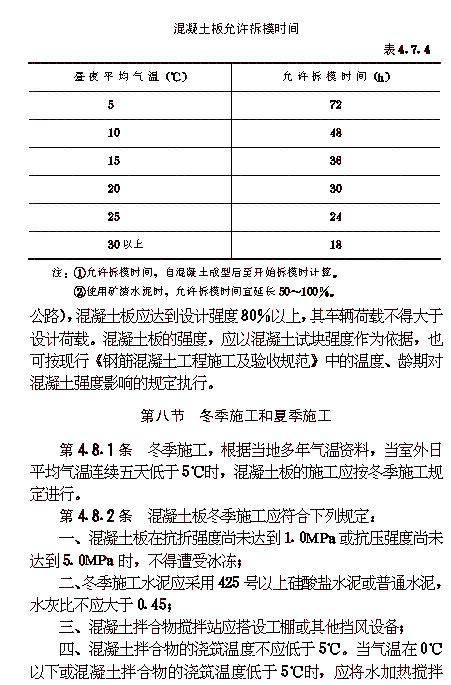 混凝土板允许拆模时间
表4.7.4
昼夜平均气温(℃) 允许拆模时间(h)
5 72
10 48
15 36
20 30
25 24
30以上 18
注：①允许拆模时间，自混凝土成型后至开始拆模时计算。
②使用矿渣水泥时，允许拆模时间宜延长50～100%。
公路)，混凝土板应达到设计强度80%以上，其车辆荷载不得大于
设计荷载。混凝土板的强度，应以混凝土试块强度作为依据，也
可按现行《钢筋混凝土工程施工及验收规范》中的温度、龄期对
混凝土强度影响的规定执行。
第八节 冬季施工和夏季施工
第4.8.1条 冬季施工，根据当地多年气温资料，当室外日
平均气温连续五天低于5℃时，混凝土板的施工应按冬季施工规
定进行。
第4.8.2条 混凝土板冬季施工应符合下列规定：
一、混凝土板在抗折强度尚未达到1.0MPa或抗压强度尚未
达到5.0MPa时，不得遭受冰冻；
二、冬季施工水泥应采用425号以上硅酸盐水泥或普通水泥，
水灰比不应大于0.45；
三、混凝土拌合物搅拌站应搭设工棚或其他挡风设备；
四、混凝土拌合物的浇筑温度不应低于5℃。当气温在0℃
以下或混凝土拌合物的浇筑温度低于5℃时，应将水加热搅拌